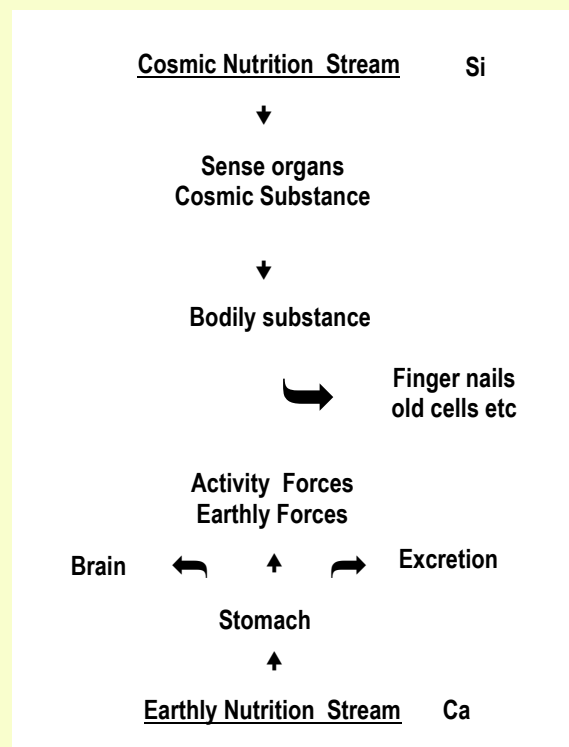 Cosmic Nutrition Stream Si
Sense organs
Cosmic Substance
Bodily substance
Finger nails
old cells etc
Activity Forces
Earthly Forces
Brain
Excretion
Stomach
Earthly Nutrition Stream Ca